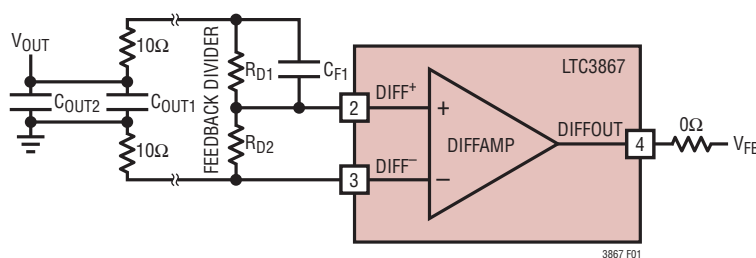 V_OUT
10Ω
C_OUT2
C_OUT1
10Ω
FEEDBACK DIVIDER
R_D1
R_D2
C_F1
LTC3867
2
DIFF+
+
DIFFAMP
DIFFOUT
4
0Ω
V_FB
3
DIFF–
–
3867 F01